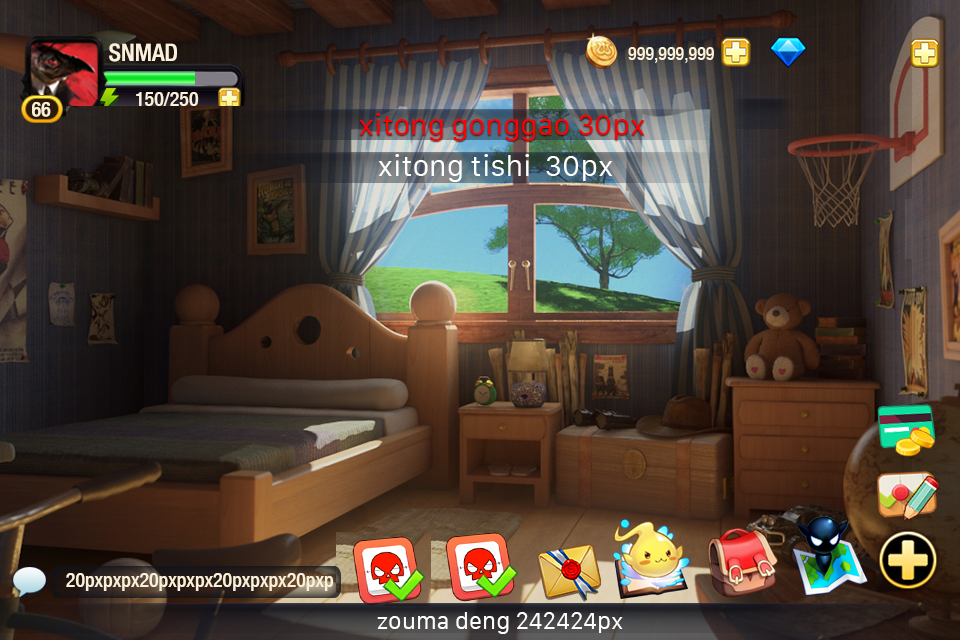 SNMAD
999,999,999
150/250
66
xitong gonggao 30px
xitong tishi 30px
20pxpxpx20pxpxpx20pxpxpx20pxp
zouma deng 242424px